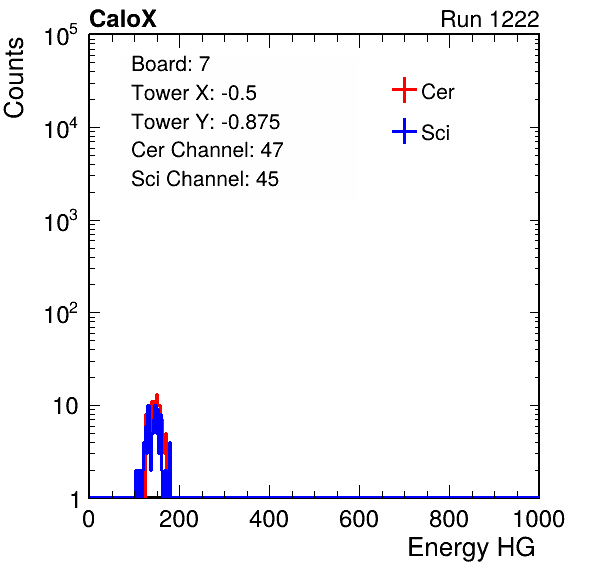 CaloX Run 1222
Counts
Board: 7
Tower X: -0.5
Tower Y: -0.875
Cer Channel: 47
Sci Channel: 45
Cer
Sci
10^5
10^4
10^3
10^2
10
1
0 200 400 600 800 1000
Energy HG